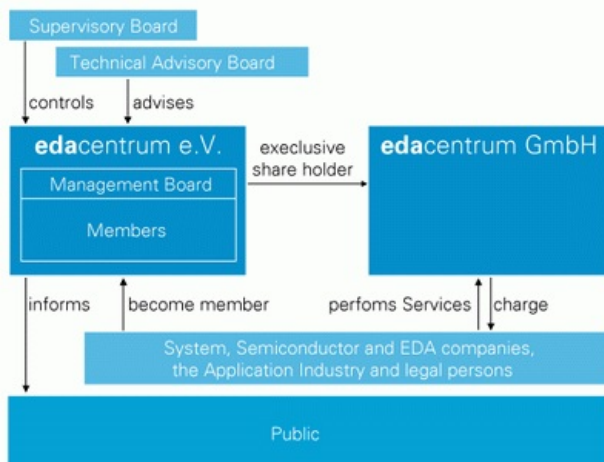 Supervisory Board
Technical Advisory Board
controls
advises
edacentrum e.V.
Management Board
Members
execlusive
share holder
edacentrum GmbH
informs
become member
perfoms Services
charge
System, Semiconductor and EDA companies,
the Application Industry and legal persons
Public